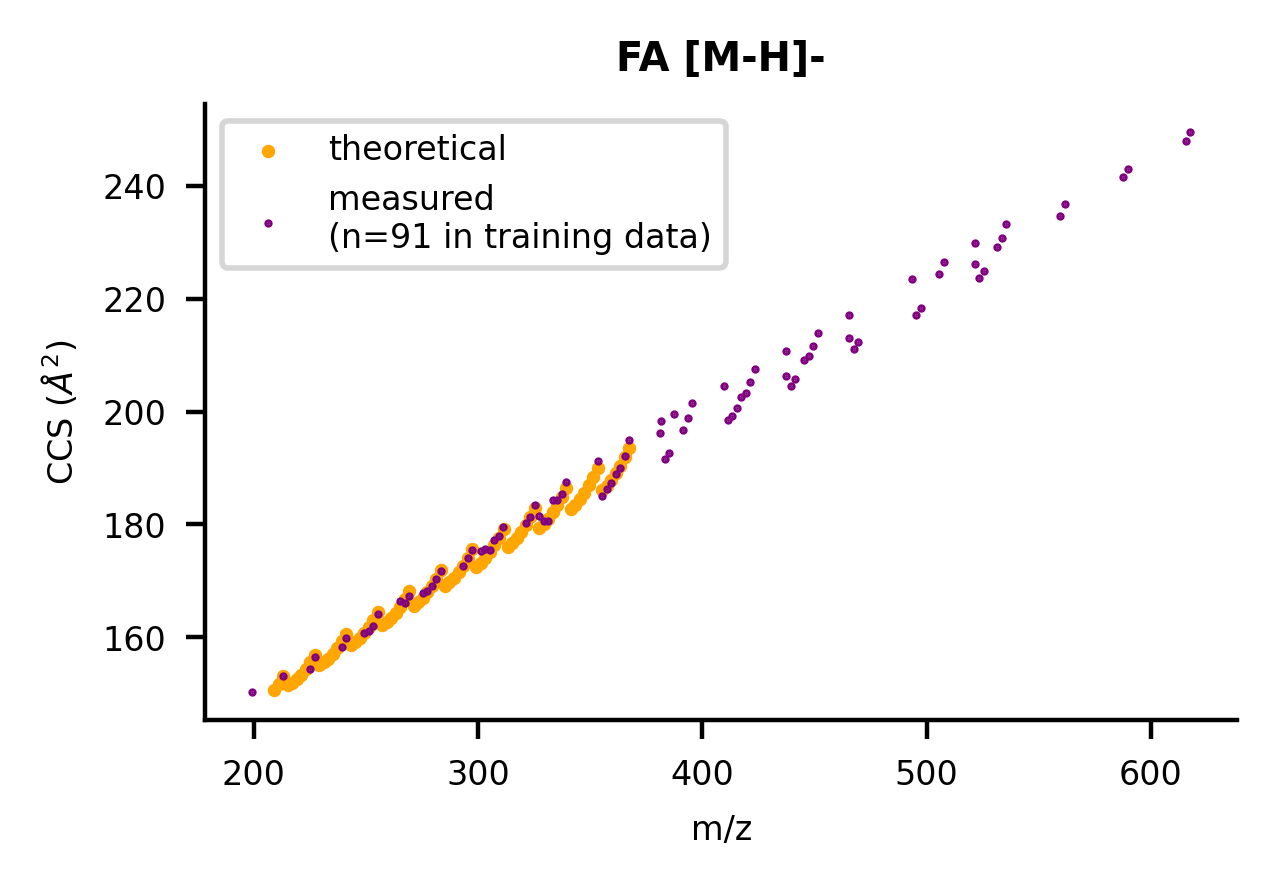 FA [M-H]-
theoretical
measured
(n=91 in training data)
CCS (Å²)
240
220
200
180
160
200 300 400 500 600
m/z